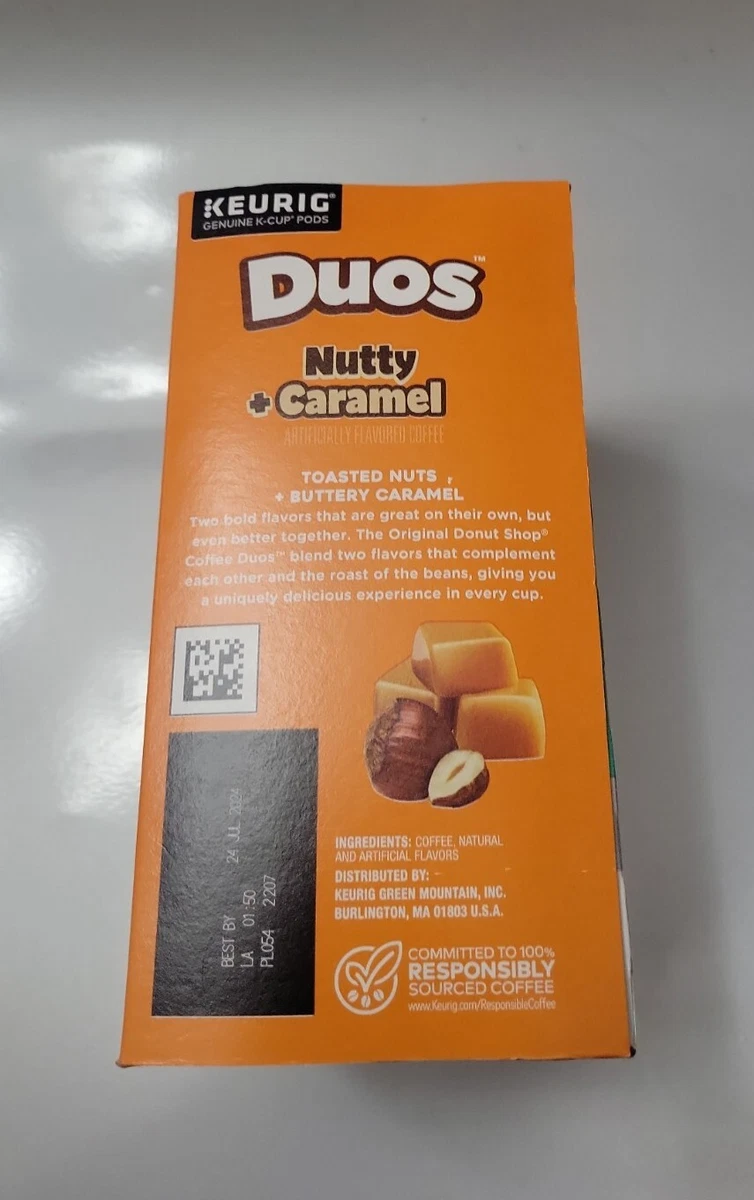 KEURIG®
GENUINE K-CUP® PODS
DUOS™
Nutty
+ Caramel
ARTIFICIALLY FLAVORED COFFEE
TOASTED NUTS
+ BUTTERY CARAMEL
Two bold flavors that are great on their own, but
even better together. The Original Donut Shop®
Coffee Duos™ blend two flavors that complement
each other and the roast of the beans, giving you
a uniquely delicious experience in every cup.
BEST BY 24 JUL 2024
LA 01:50
PL054 2207
INGREDIENTS: COFFEE, NATURAL
AND ARTIFICIAL FLAVORS
DISTRIBUTED BY:
KEURIG GREEN MOUNTAIN, INC.
BURLINGTON, MA 01803 U.S.A.
COMMITTED TO 100%
RESPONSIBLY
SOURCED COFFEE
www.Keurig.com/ResponsibleCoffee